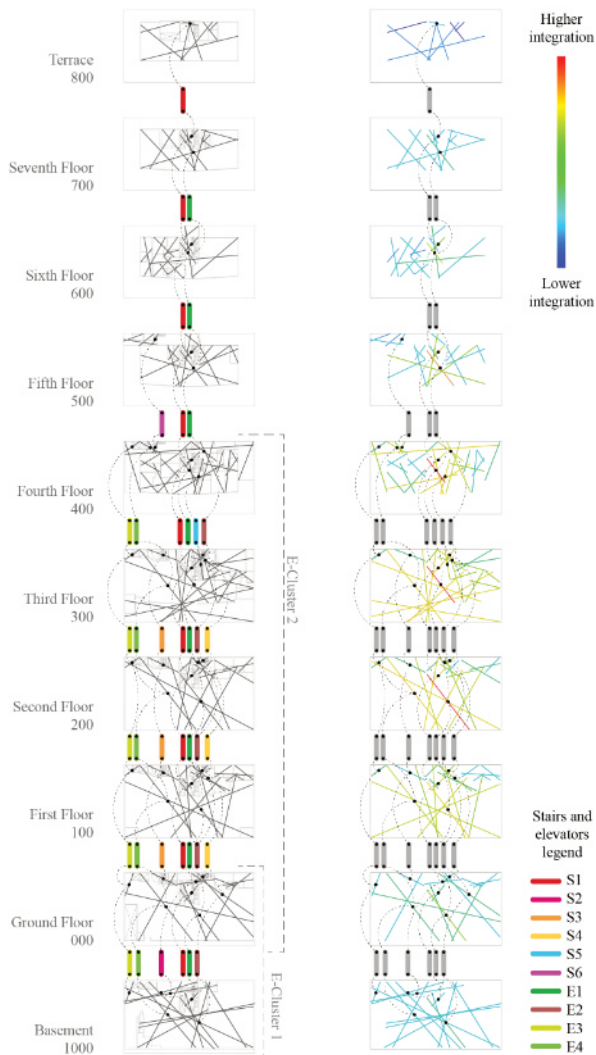 Higher
integration
Terrace
800
Seventh Floor
700
Sixth Floor
600
Lower
integration
Fifth Floor
500
Fourth Floor
400
E-Cluster 2
Third Floor
300
Second Floor
200
First Floor
100
Stairs and
elevators
legend
S1
S2
S3
S4
S5
S6
E1
E2
E3
E4
Ground Floor
000
E-Cluster 1
Basement
1000